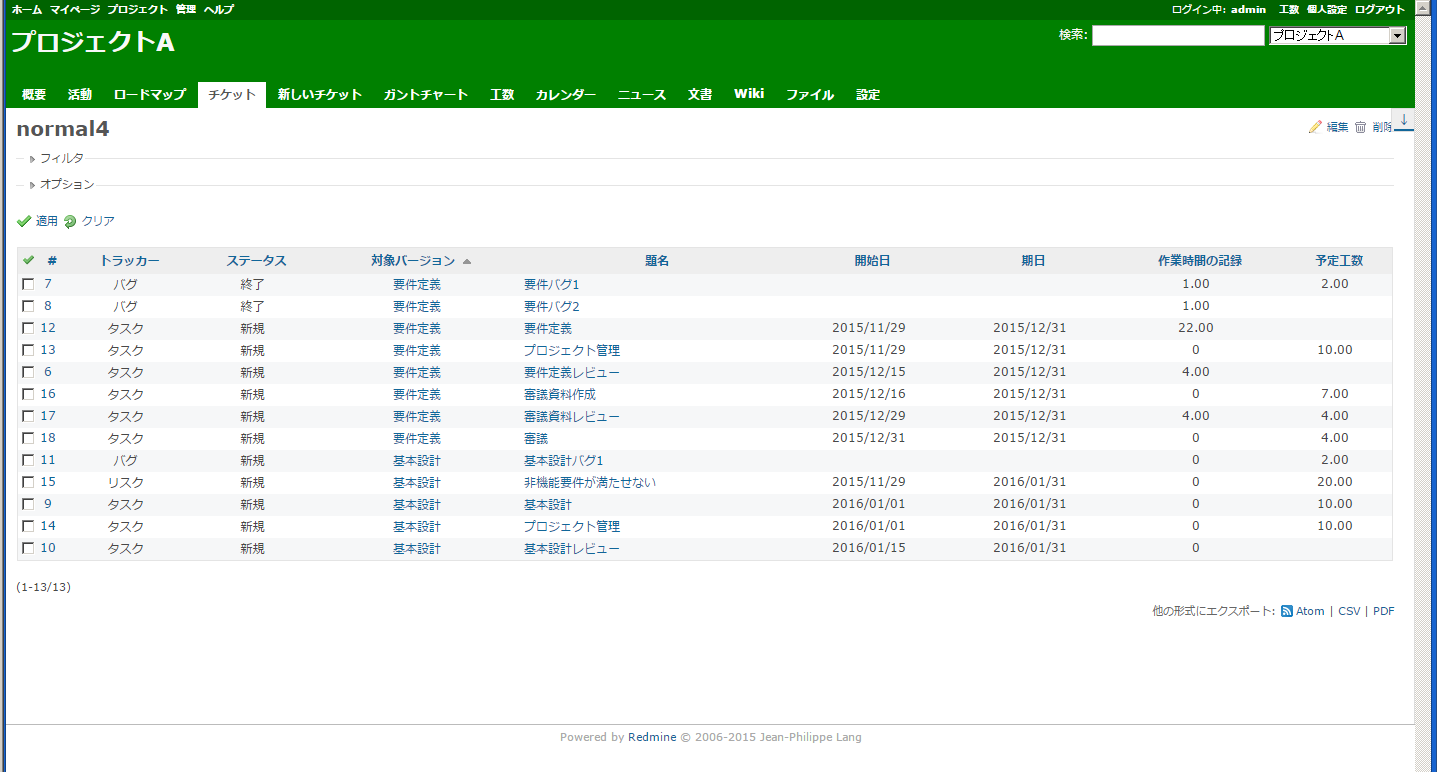 ホーム マイページ プロジェクト 管理 ヘルプ ログイン中: admin 工数 個人設定 ログアウト
プロジェクトA 検索: プロジェクトA
概要 活動 ロードマップ チケット 新しいチケット ガントチャート 工数 カレンダー ニュース 文書 Wiki ファイル 設定
normal4 編集 削除
フィルタ
オプション
適用 クリア
# トラッカー ステータス 対象バージョン 題名 開始日 期日 作業時間の記録 予定工数
7 バグ 終了 要件定義 要件バグ1 1.00 2.00
8 バグ 終了 要件定義 要件バグ2 1.00
12 タスク 新規 要件定義 要件定義 2015/11/29 2015/12/31 22.00
13 タスク 新規 要件定義 プロジェクト管理 2015/11/29 2015/12/31 0 10.00
6 タスク 新規 要件定義 要件定義レビュー 2015/12/15 2015/12/31 4.00
16 タスク 新規 要件定義 審議資料作成 2015/12/16 2015/12/31 0 7.00
17 タスク 新規 要件定義 審議資料レビュー 2015/12/29 2015/12/31 4.00 4.00
18 タスク 新規 要件定義 審議 2015/12/31 2015/12/31 0 4.00
11 バグ 新規 基本設計 基本設計バグ1 0 2.00
15 リスク 新規 基本設計 非機能要件が満たせない 2015/11/29 2016/01/31 0 20.00
9 タスク 新規 基本設計 基本設計 2016/01/01 2016/01/31 0 10.00
14 タスク 新規 基本設計 プロジェクト管理 2016/01/01 2016/01/31 0 10.00
10 タスク 新規 基本設計 基本設計レビュー 2016/01/15 2016/01/31 0
(1-13/13)
他の形式にエクスポート: Atom | CSV | PDF
Powered by Redmine © 2006-2015 Jean-Philippe Lang